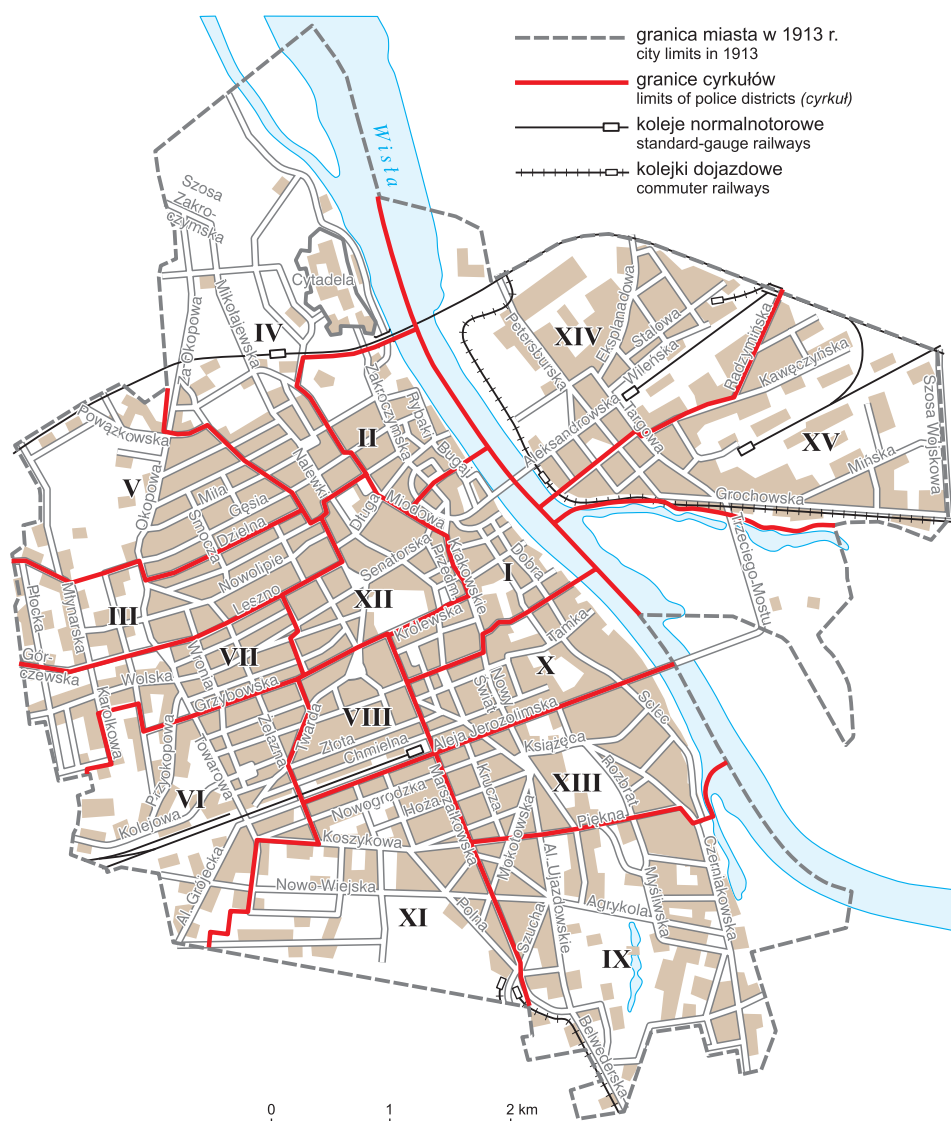 granica miasta w 1913 r.
city limits in 1913
granice cyrkułów
limits of police districts (cyrkuł)
koleje normalnotorowe
standard-gauge railways
kolejki dojazdowe
commuter railways
Wisła
Szosa
Zakro-
czymska
Cytadela
Mikołajewska
Za Okopowa
IV
XIV
Petersburska
Eksplanadowa
Stalowa
Wileńska
Radzymińska
Kawęczyńska
Szosa Wojskowa
Zakroczymska
Rybaki
Bugaj
Aleksandrowska
Targowa
XV
Mińska
Grochowska
Powązkowska
II
V
Okopowa
Miła
Gęsia
Smocza
Dzielna
Nalewki
Długa
Miodowa
Trzeciego-Mostu
Nowolipie
Leszno
Senatorska
Krakowskie
Przedm.
Dobra
I
Płocka
Młynarska
III
XII
Królewska
Gór-
czewska
Wolska
Wronia
VII
Grzybowska
Tamka
X
Karolkowa
Przyokopowa
Towarowa
Żelazna
Twarda
VIII
Złota
Chmielna
Nowy
Świat
Aleja Jerozolimska
Solec
Książęca
Rozbrat
XIII
VI
Kolejowa
Nowogrodzka
Hoża
Krucza
Marszałkowska
Mokotowska
Piękna
Koszykowa
Al. Grójecka
Nowo-Wiejska
XI
Polna
Szucha
Al. Ujazdowskie
Agrykola
Myśliwska
Czerniakowska
IX
Belwederska
0 1 2 km